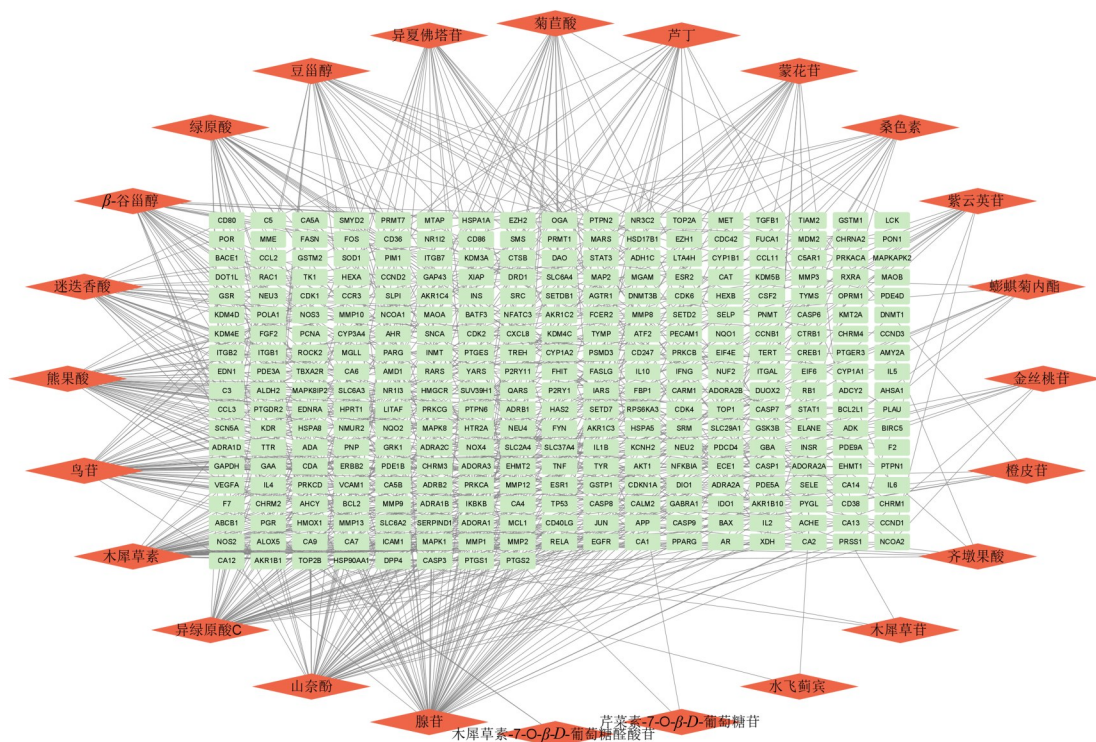 菊苣酸
异夏佛塔苷
芦丁
豆甾醇
蒙花苷
绿原酸
桑色素
β-谷甾醇
紫云英苷
CD80 C5 CA5A SMYD2 PRMT7 MTAP HSPA1A EZH2 OGA PTPN2 NR3C2 TOP2A MET TGFB1 TIAM2 GSTM1 LCK
POR MME FASN FOS CD36 NR1I2 CD86 SMS PRMT1 MARS HSD17B1 EZH1 CDC42 FUCA1 MDM2 CHRNA2 PON1
BACE1 CCL2 GSTM2 SOD1 PIM1 ITGB7 KDM3A CTSB DAO STAT3 ADH1C LTA4H CYP1B1 CCL11 C5AR1 PRKACA MAPKAPK2
DOT1L RAC1 TK1 HEXA CCND2 GAP43 XIAP DRD1 SLC6A4 MAP2 MGAM ESR2 CAT KDM5B MMP3 RXRA MAOB
迷迭香酸
蟛蜞菊内酯
GSR NEU3 CDK1 CCR3 SLPI AKR1C4 INS SRC SETDB1 AGTR1 DNMT3B CDK6 HEXB CSF2 TYMS OPRM1 PDE4D
KDM4D POLA1 NOS3 MMP10 NCOA1 MAOA BATF3 NFATC3 AKR1C2 FCER2 MMP8 SETD2 SELP PNMT CASP6 KMT2A DNMT1
KDM4E FGF2 PCNA CYP3A4 AHR SNCA CDK2 CXCL8 KDM4C TYMP ATF2 PECAM1 NQO1 CCNB1 CTRB1 CHRM4 CCND3
ITGB2 ITGB1 ROCK2 MGLL PARG INMT PTGES TREH CYP1A2 PSMD3 CD247 PRKCB EIF4E TERT CREB1 PTGER3 AMY2A
EDN1 PDE3A TBXA2R CA6 AMD1 RARS YARS P2RY11 FHIT FASLG IL10 IFNG NUF2 ITGAL EIF6 CYP1A1 IL5
熊果酸
金丝桃苷
C3 ALDH2 MAPK8IP2 SLC6A3 NR1I3 HMGCR SUV39H1 QARS P2RY1 IARS FBP1 CARM1 ADORA2B DUOX2 RB1 ADCY2 AHSA1
CCL3 PTGDR2 EDNRA HPRT1 LITAF PRKCG PTPN6 ADRB1 HAS2 SETD7 RPS6KA3 CDK4 TOP1 CASP7 STAT1 BCL2L1 PLAU
SCN5A KDR HSPA8 NMUR2 NQO2 MAPK8 HTR2A NEU4 FYN AKR1C3 HSPA5 SRM SLC29A1 GSK3B ELANE ADK BIRC5
ADRA1D TTR ADA PNP GRK1 ADRA2C NOX4 SLC2A4 SLC37A4 IL1B KCNH2 NEU2 PDCD4 GBA INSR PDE9A F2
GAPDH GAA CDA ERBB2 PDE1B CHRM3 ADORA3 EHMT2 TNF TYR AKT1 NFKBIA ECE1 CASP1 ADORA2A EHMT1 PTPN1
鸟苷
橙皮苷
VEGFA IL4 PRKCD VCAM1 CA5B ADRB2 PRKCA MMP12 ESR1 GSTP1 CDKN1A DIO1 ADRA2A PDE5A SELE CA14 IL6
F7 CHRM2 AHCY BCL2 MMP9 ADRA1B IKBKB CA4 TP53 CASP8 CALM2 GABRA1 IDO1 AKR1B10 PYGL CD38 CHRM1
ABCB1 PGR HMOX1 MMP13 SLC6A2 SERPIND1 ADORA1 MCL1 CD40LG JUN APP CASP9 BAX IL2 ACHE CA13 CCND1
NOS2 ALOX5 CA9 CA7 ICAM1 MAPK1 MMP1 MMP2 RELA EGFR CA1 PPARG AR XDH CA2 PRSS1 NCOA2
木犀草素
齐墩果酸
CA12 AKR1B1 TOP2B HSP90AA1 DPP4 CASP3 PTGS1 PTGS2
异绿原酸C
木犀草苷
山奈酚
水飞蓟宾
腺苷
芹菜素-7-O-β-D-葡萄糖苷
木犀草素-7-O-β-D-葡萄糖醛酸苷